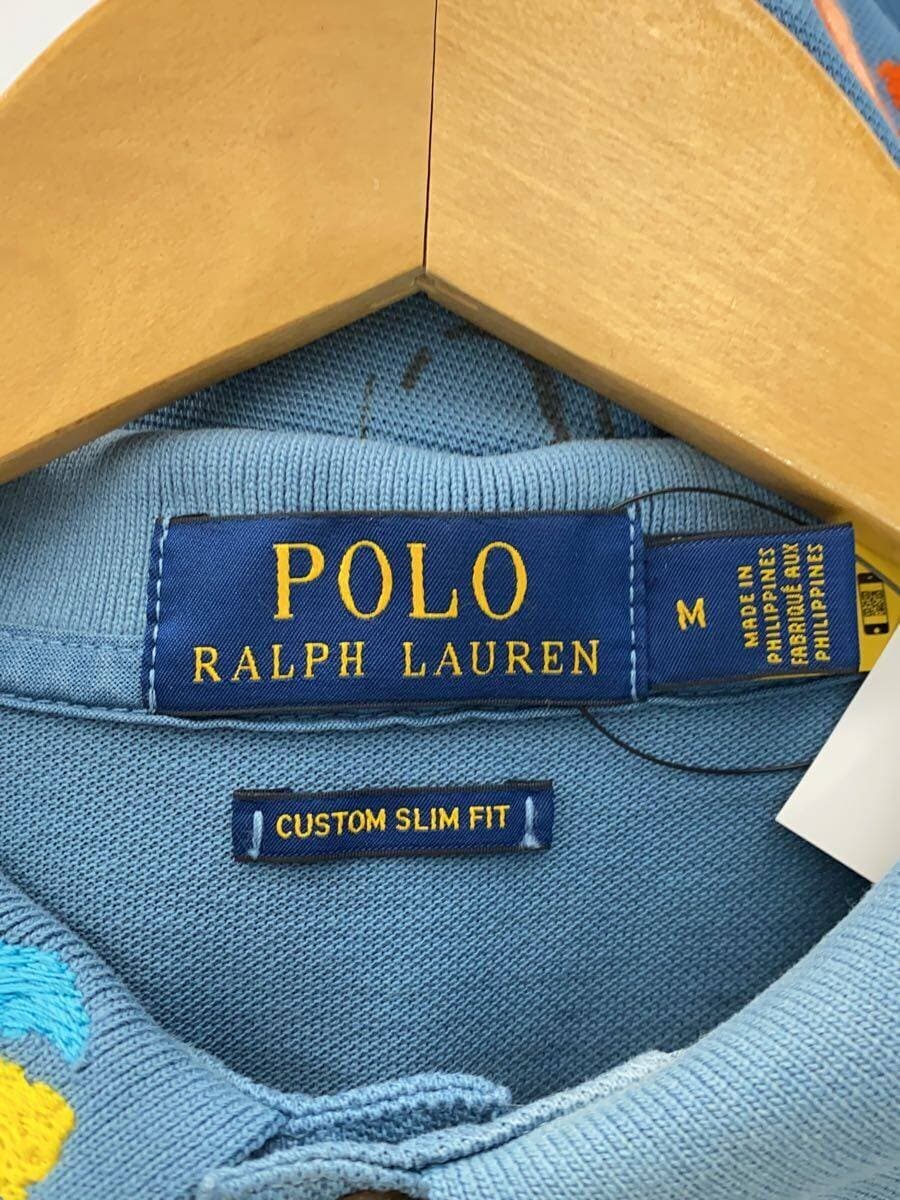 POLO
RALPH LAUREN
M
MADE IN
PHILIPPINES
FABRIQUÉ AUX
PHILIPPINES
CUSTOM SLIM FIT